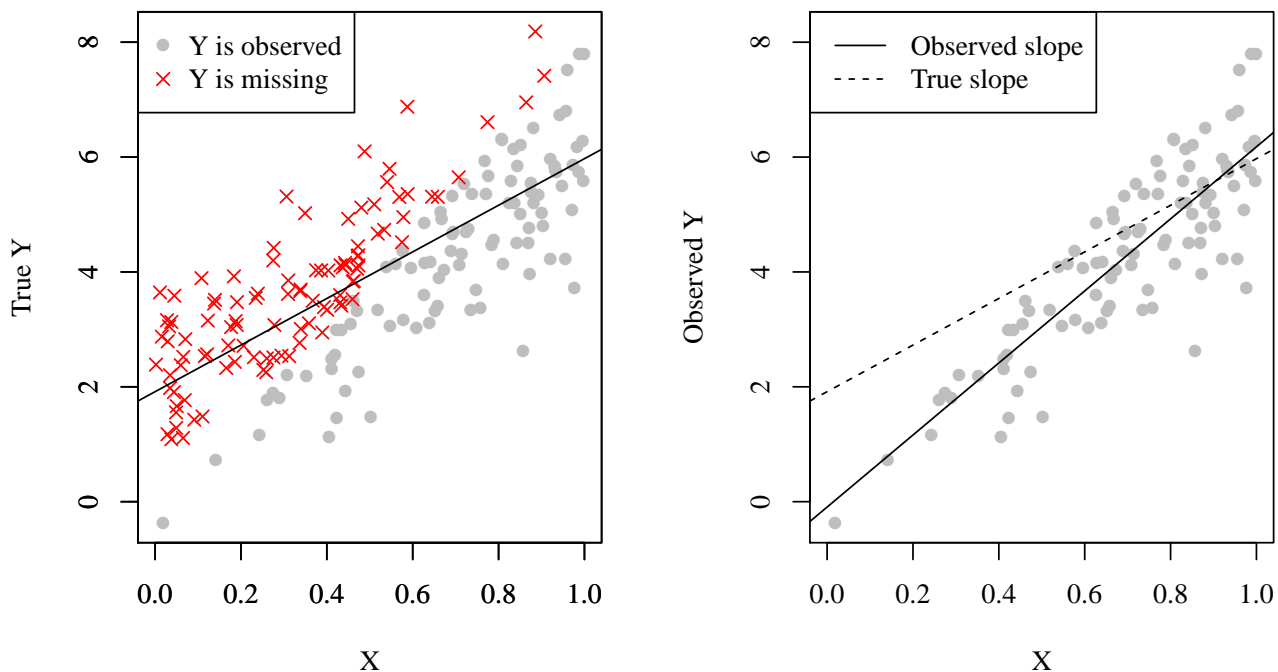 Y is observed
Y is missing
True Y
0
2
4
6
8
0.0 0.2 0.4 0.6 0.8 1.0
X
Observed slope
True slope
Observed Y
0
2
4
6
8
0.0 0.2 0.4 0.6 0.8 1.0
X